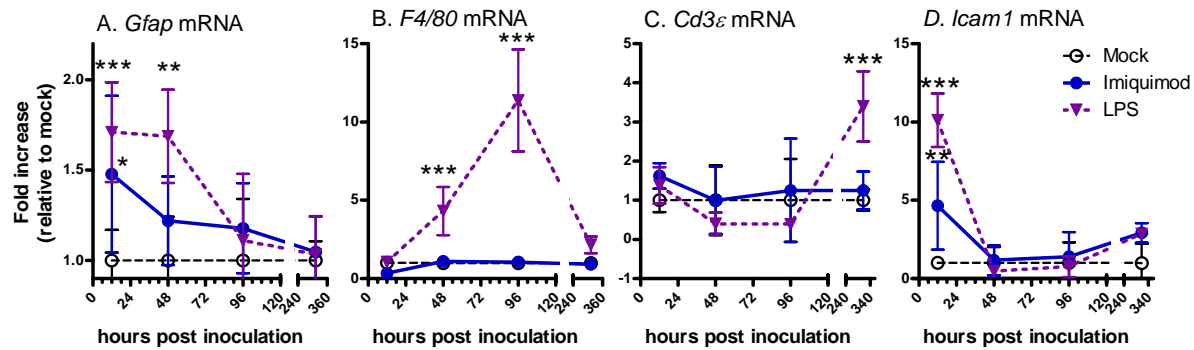 A. Gfap mRNA
B. F4/80 mRNA
C. Cd3ε mRNA
D. Icam1 mRNA
Fold increase
(relative to mock)
2.0
1.5
1.0
0 24 48 72 96 120 240 360
hours post inoculation
*** ** *
15
10
5
0
0 24 48 72 96 120 240 360
hours post inoculation
*** ***
5
4
3
2
1
0
-1
0 24 48 72 96 120 240 340
hours post inoculation
***
15
10
5
0
0 24 48 72 96 120 240 340
hours post inoculation
*** **
Mock
Imiquimod
LPS